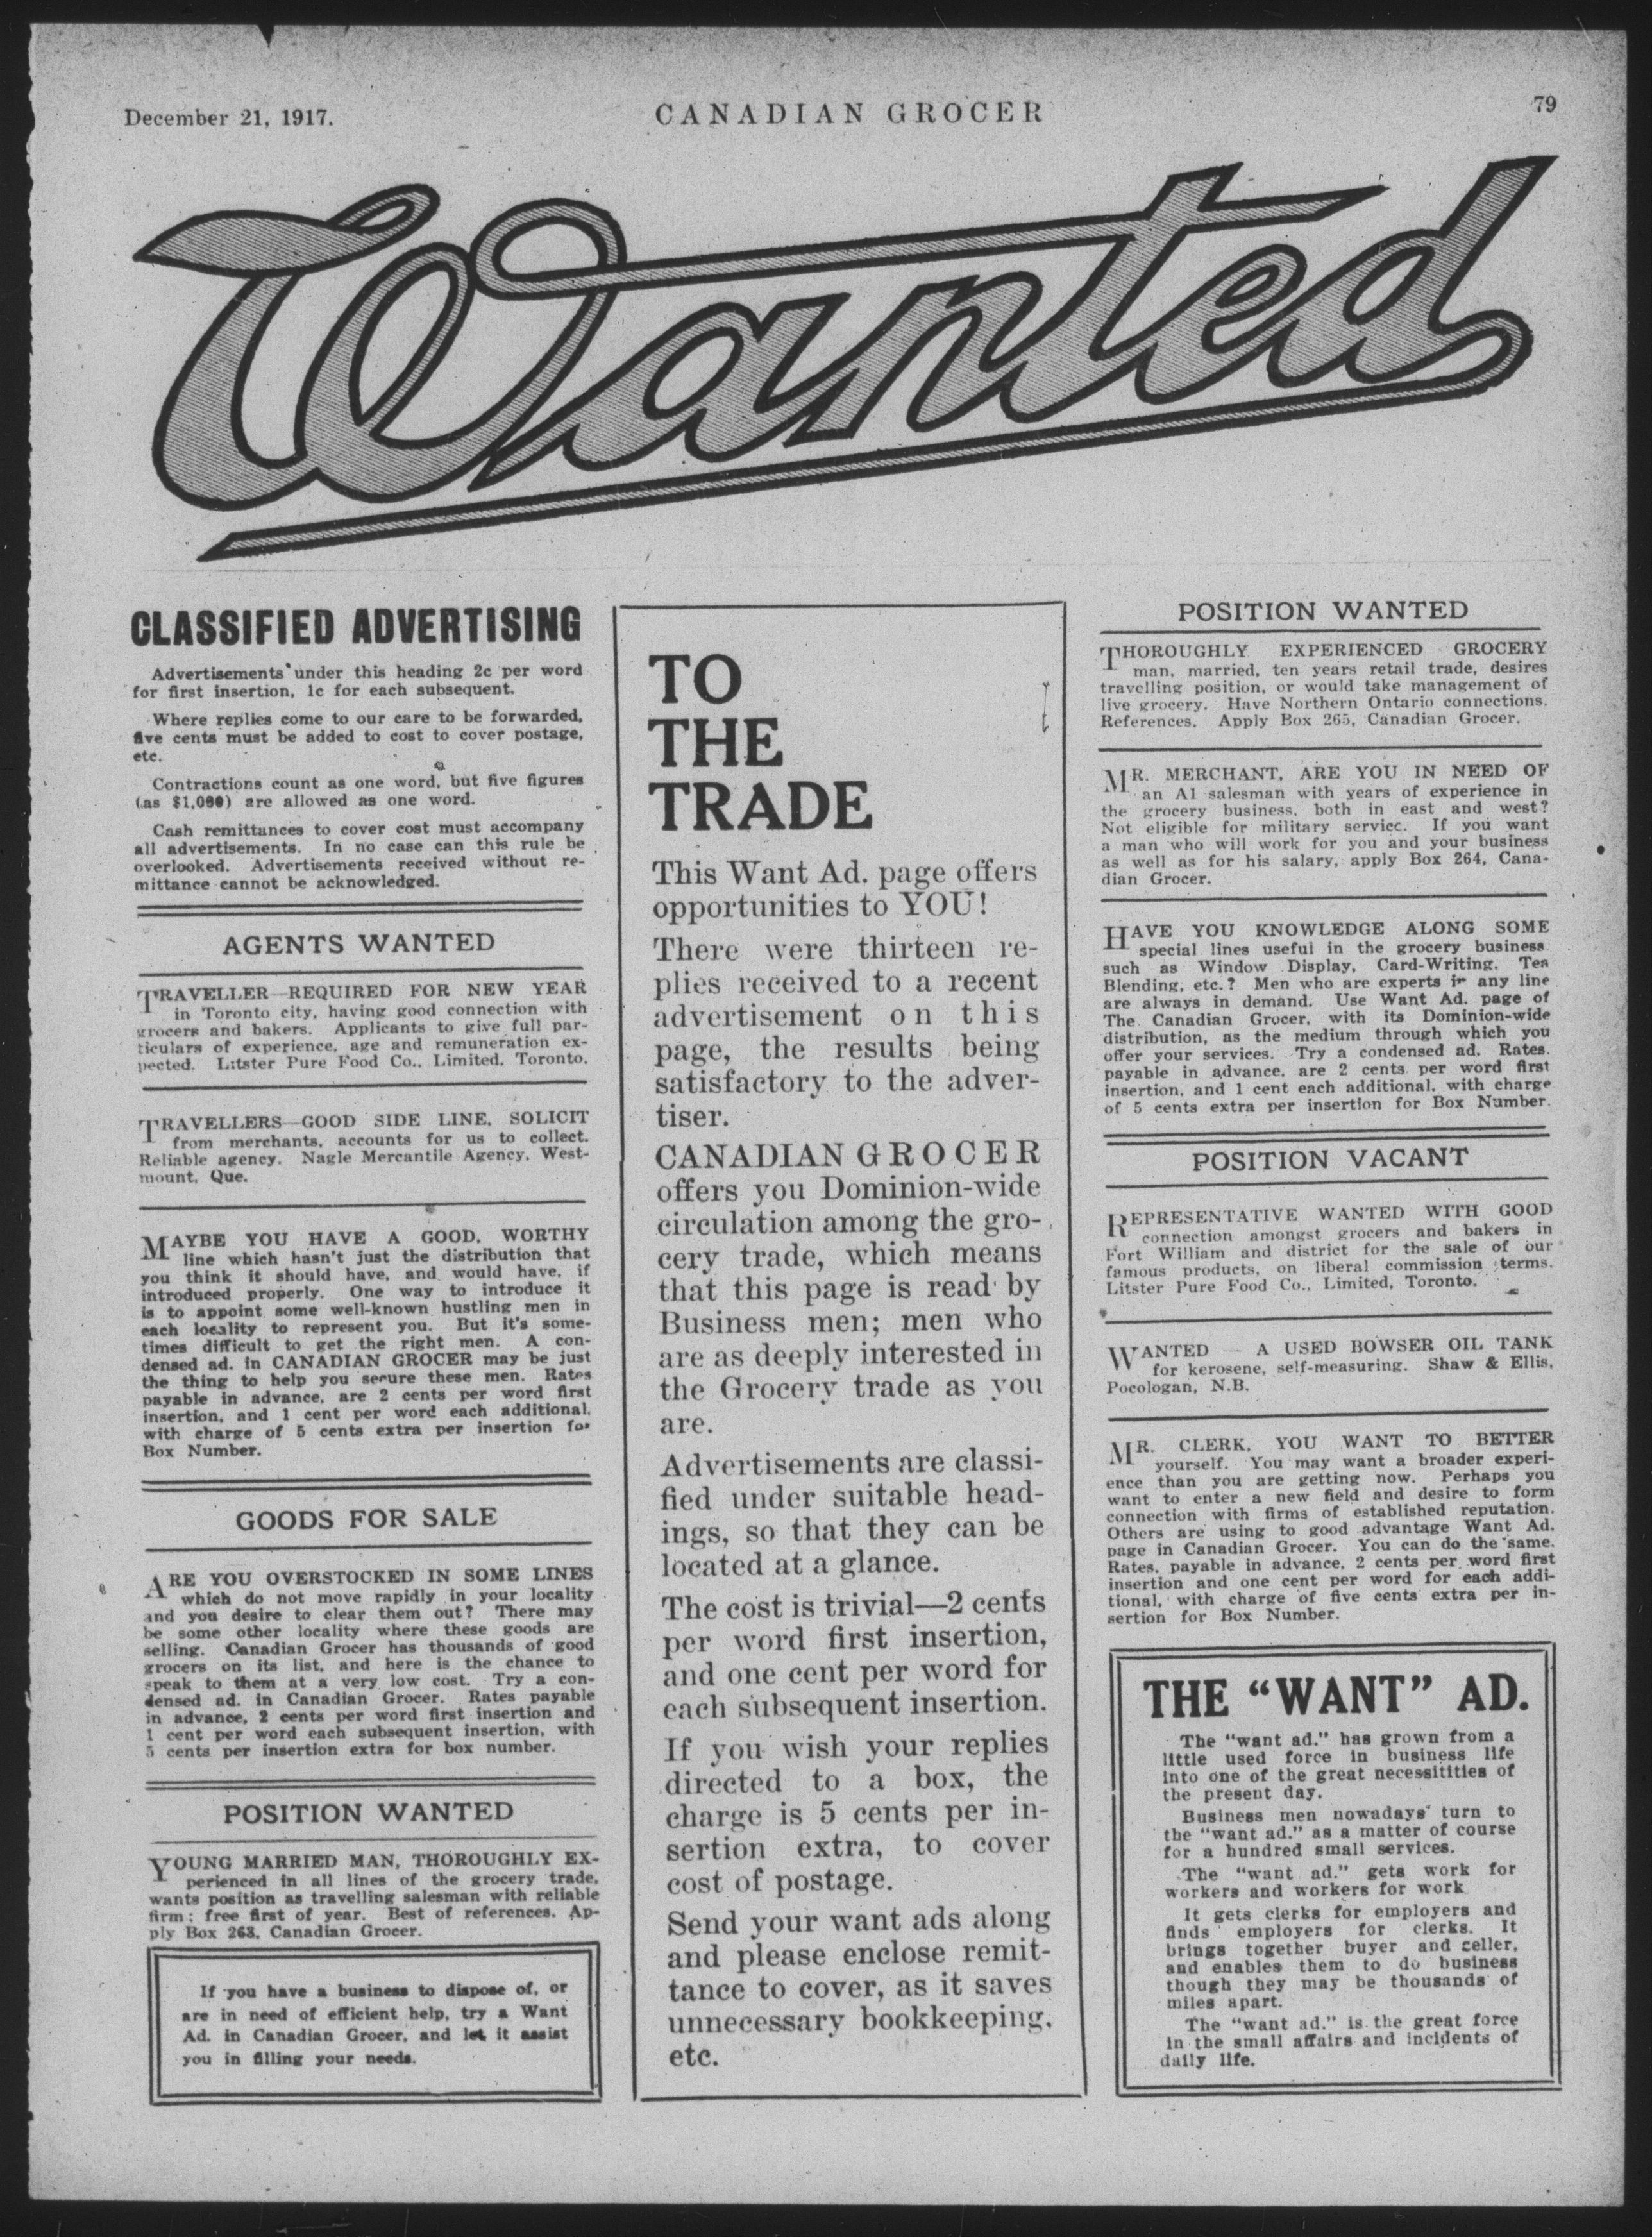 December 21, 1917.
CANADIAN GROCER
79
Wanted
CLASSIFIED ADVERTISING
Advertisements under this heading 2c per word
for first insertion, 1c for each subsequent.
Where replies come to our care to be forwarded,
five cents must be added to cost to cover postage,
etc.
Contractions count as one word, but five figures
(as $1,000) are allowed as one word.
Cash remittances to cover cost must accompany
all advertisements. In no case can this rule be
overlooked. Advertisements received without re-
mittance cannot be acknowledged.
AGENTS WANTED
TRAVELLER REQUIRED FOR NEW YEAR
in Toronto city, having good connection with
grocers and bakers. Applicants to give full par-
ticulars of experience, age and remuneration ex-
pected. Litster Pure Food Co., Limited, Toronto.
TRAVELLERS—GOOD SIDE LINE, SOLICIT
from merchants, accounts for us to collect.
Reliable agency. Nagle Mercantile Agency, West-
mount, Que.
MAYBE YOU HAVE A GOOD, WORTHY
line which hasn't just the distribution that
you think it should have, and would have, if
introduced properly. One way to introduce it
is to appoint some well-known hustling men in
each locality to represent you. But it's some-
times difficult to get the right men. A con-
densed ad. in CANADIAN GROCER may be just
the thing to help you secure these men. Rates
payable in advance, are 2 cents per word first
insertion, and 1 cent per word each additional,
with charge of 5 cents extra per insertion for
Box Number.
GOODS FOR SALE
ARE YOU OVERSTOCKED IN SOME LINES
which do not move rapidly in your locality
and you desire to clear them out? There may
be some other locality where these goods are
selling. Canadian Grocer has thousands of good
grocers on its list, and here is the chance to
speak to them at a very low cost. Try a con-
densed ad. in Canadian Grocer. Rates payable
in advance, 2 cents per word first insertion and
1 cent per word each subsequent insertion, with
5 cents per insertion extra for box number.
POSITION WANTED
YOUNG MARRIED MAN, THOROUGHLY EX-
perienced in all lines of the grocery trade,
wants position as travelling salesman with reliable
firm; free first of year. Best of references. Ap-
ply Box 263, Canadian Grocer.
If you have a business to dispose of, or
are in need of efficient help, try a Want
Ad. in Canadian Grocer, and let it assist
you in filling your needs.
TO
THE
TRADE
This Want Ad. page offers
opportunities to YOU!
There were thirteen re-
plies received to a recent
advertisement on this
page, the results being
satisfactory to the adver-
tiser.
CANADIAN GROCER
offers you Dominion-wide
circulation among the gro-
cery trade, which means
that this page is read by
Business men; men who
are as deeply interested in
the Grocery trade as you
are.
Advertisements are classi-
fied under suitable head-
ings, so that they can be
located at a glance.
The cost is trivial—2 cents
per word first insertion,
and one cent per word for
each subsequent insertion.
If you wish your replies
directed to a box, the
charge is 5 cents per in-
sertion extra, to cover
cost of postage.
Send your want ads along
and please enclose remit-
tance to cover, as it saves
unnecessary bookkeeping,
etc.
POSITION WANTED
THOROUGHLY EXPERIENCED GROCERY
man, married, ten years retail trade, desires
travelling position, or would take management of
live grocery. Have Northern Ontario connections.
References. Apply Box 265, Canadian Grocer.
MR. MERCHANT, ARE YOU IN NEED OF
an A1 salesman with years of experience in
the grocery business, both in east and west?
Not eligible for military service. If you want
a man who will work for you and your business
as well as for his salary, apply Box 264, Cana-
dian Grocer.
HAVE YOU KNOWLEDGE ALONG SOME
special lines useful in the grocery business
such as Window Display, Card-Writing, Tea
Blending, etc.? Men who are experts in any line
are always in demand. Use Want Ad. page of
The Canadian Grocer, with its Dominion-wide
distribution, as the medium through which you
offer your services. Try a condensed ad. Rates,
payable in advance, are 2 cents per word first
insertion, and 1 cent each additional, with charge
of 5 cents extra per insertion for Box Number.
POSITION VACANT
REPRESENTATIVE WANTED WITH GOOD
connection amongst grocers and bakers in
Fort William and district for the sale of our
famous products, on liberal commission terms.
Litster Pure Food Co., Limited, Toronto.
WANTED — A USED BOWSER OIL TANK
for kerosene, self-measuring. Shaw & Ellis,
Pocologan, N.B.
MR. CLERK, YOU WANT TO BETTER
yourself. You may want a broader experi-
ence than you are getting now. Perhaps you
want to enter a new field and desire to form
connection with firms of established reputation.
Others are using to good advantage Want Ad.
page in Canadian Grocer. You can do the same.
Rates, payable in advance, 2 cents per word first
insertion and one cent per word for each addi-
tional, with charge of five cents extra per in-
sertion for Box Number.
THE "WANT" AD.
The "want ad." has grown from a
little used force in business life
into one of the great necessitities of
the present day.
Business men nowadays turn to
the "want ad." as a matter of course
for a hundred small services.
The "want ad." gets work for
workers and workers for work
It gets clerks for employers and
finds employers for clerks. It
brings together buyer and seller,
and enables them to do business
though they may be thousands of
miles apart.
The "want ad." is the great force
in the small affairs and incidents of
daily life.